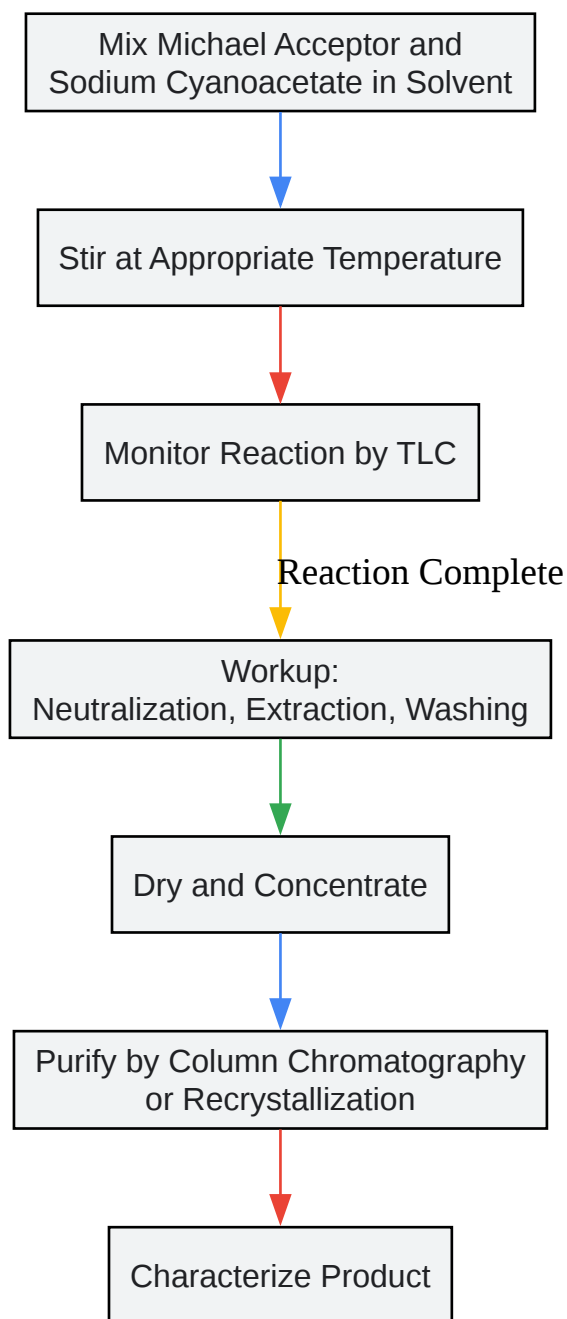 Mix Michael Acceptor and
Sodium Cyanoacetate in Solvent
Stir at Appropriate Temperature
Monitor Reaction by TLC
Reaction Complete
Workup:
Neutralization, Extraction, Washing
Dry and Concentrate
Purify by Column Chromatography
or Recrystallization
Characterize Product